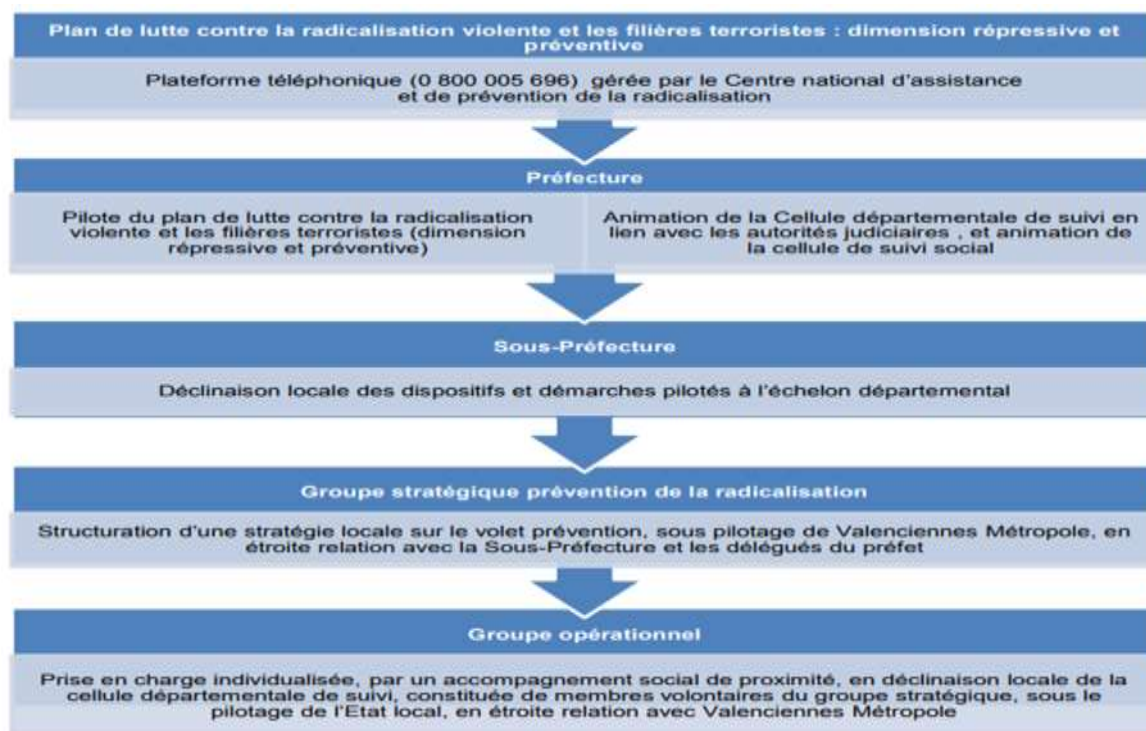 Plan de lutte contre la radicalisation violente et les filières terroristes : dimension répressive et
préventive
Plateforme téléphonique (0 800 005 696) gérée par le Centre national d'assistance
et de prévention de la radicalisation
Préfecture
Pilote du plan de lutte contre la radicalisation
violente et les filières terroristes (dimension
répressive et préventive)
Animation de la Cellule départementale de suivi en
lien avec les autorités judiciaires , et animation de
la cellule de suivi social
Sous-Préfecture
Déclinaison locale des dispositifs et démarches pilotés à l'échelon départemental
Groupe stratégique prévention de la radicalisation
Structuration d'une stratégie locale sur le volet prévention, sous pilotage de Valenciennes Métropole, en
étroite relation avec la Sous-Préfecture et les délégués du préfet
Groupe opérationnel
Prise en charge individualisée, par un accompagnement social de proximité, en déclinaison locale de la
cellule départementale de suivi, constituée de membres volontaires du groupe stratégique, sous le
pilotage de l'Etat local, en étroite relation avec Valenciennes Métropole